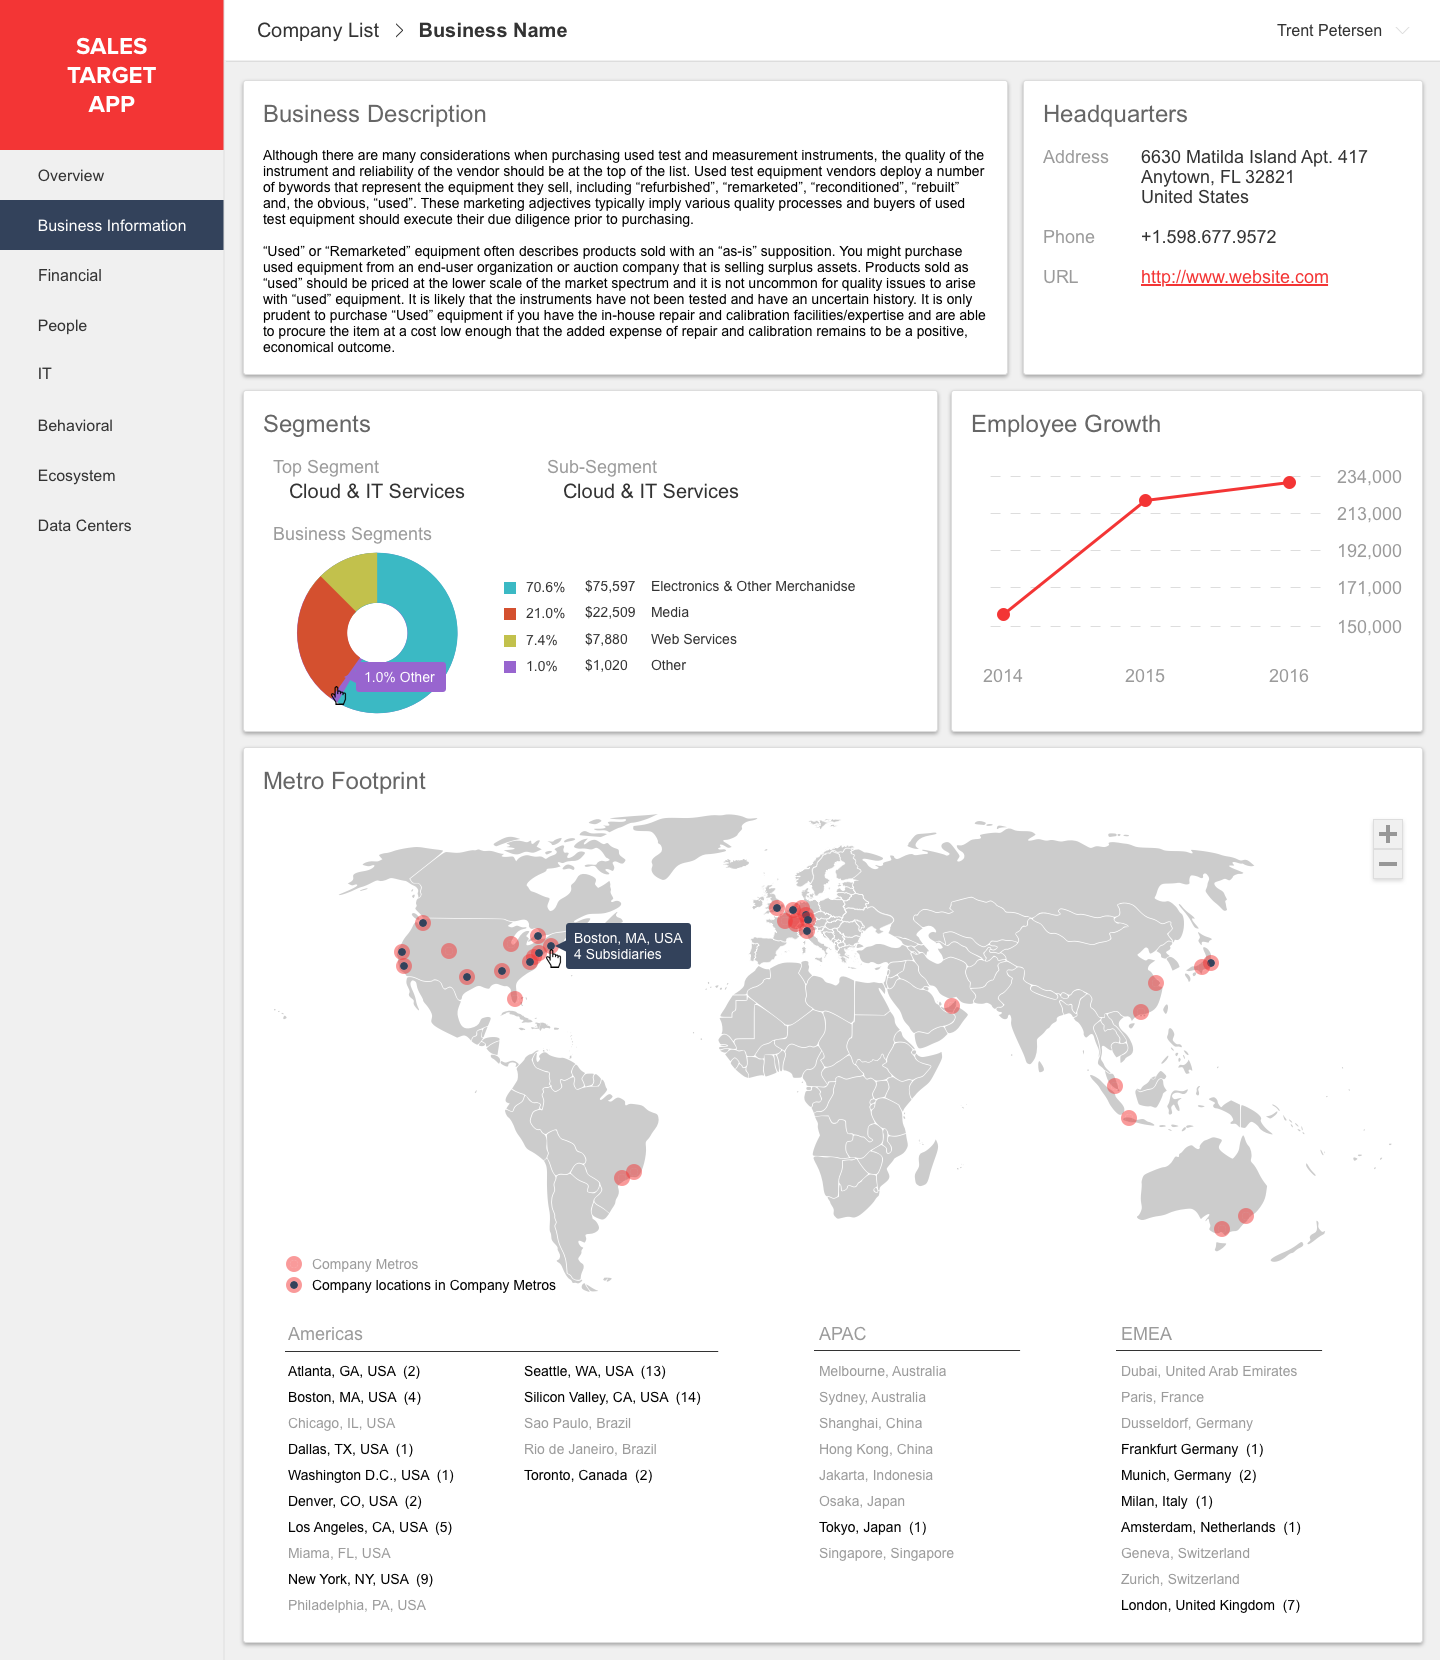 SALES
TARGET
APP
Overview
Business Information
Financial
People
IT
Behavioral
Ecosystem
Data Centers
Company List
Business Name
Trent Petersen
Business Description
Although there are many considerations when purchasing used test and measurement instruments, the quality of the
instrument and reliability of the vendor should be at the top of the list. Used test equipment vendors deploy a number
of bywords that represent the equipment they sell, including “refurbished”, “remarketed”, “reconditioned”, “rebuilt”
and, the obvious, “used”. These marketing adjectives typically imply various quality processes and buyers of used
test equipment should execute their due diligence prior to purchasing.
“Used” or “Remarketed” equipment often describes products sold with an “as-is” supposition. You might purchase
used equipment from an end-user organization or auction company that is selling surplus assets. Products sold as
“used” should be priced at the lower scale of the market spectrum and it is not uncommon for quality issues to arise
with “used” equipment. It is likely that the instruments have not been tested and have an uncertain history. It is only
prudent to purchase “Used” equipment if you have the in-house repair and calibration facilities/expertise and are able
to procure the item at a cost low enough that the added expense of repair and calibration remains to be a positive,
economical outcome.
Headquarters
Address
6630 Matilda Island Apt. 417
Anytown, FL 32821
United States
Phone
+1.598.677.9572
URL
http://www.website.com
Segments
Top Segment
Cloud & IT Services
Sub-Segment
Cloud & IT Services
Business Segments
1.0% Other
70.6% $75,597 Electronics & Other Merchanidse
21.0% $22,509 Media
7.4% $7,880 Web Services
1.0% $1,020 Other
Employee Growth
234,000
213,000
192,000
171,000
150,000
2014 2015 2016
Metro Footprint
Boston, MA, USA
4 Subsidiaries
Company Metros
Company locations in Company Metros
Americas
Atlanta, GA, USA (2)
Boston, MA, USA (4)
Chicago, IL, USA
Dallas, TX, USA (1)
Washington D.C., USA (1)
Denver, CO, USA (2)
Los Angeles, CA, USA (5)
Miama, FL, USA
New York, NY, USA (9)
Philadelphia, PA, USA
Seattle, WA, USA (13)
Silicon Valley, CA, USA (14)
Sao Paulo, Brazil
Rio de Janeiro, Brazil
Toronto, Canada (2)
APAC
Melbourne, Australia
Sydney, Australia
Shanghai, China
Hong Kong, China
Jakarta, Indonesia
Osaka, Japan
Tokyo, Japan (1)
Singapore, Singapore
EMEA
Dubai, United Arab Emirates
Paris, France
Dusseldorf, Germany
Frankfurt Germany (1)
Munich, Germany (2)
Milan, Italy (1)
Amsterdam, Netherlands (1)
Geneva, Switzerland
Zurich, Switzerland
London, United Kingdom (7)